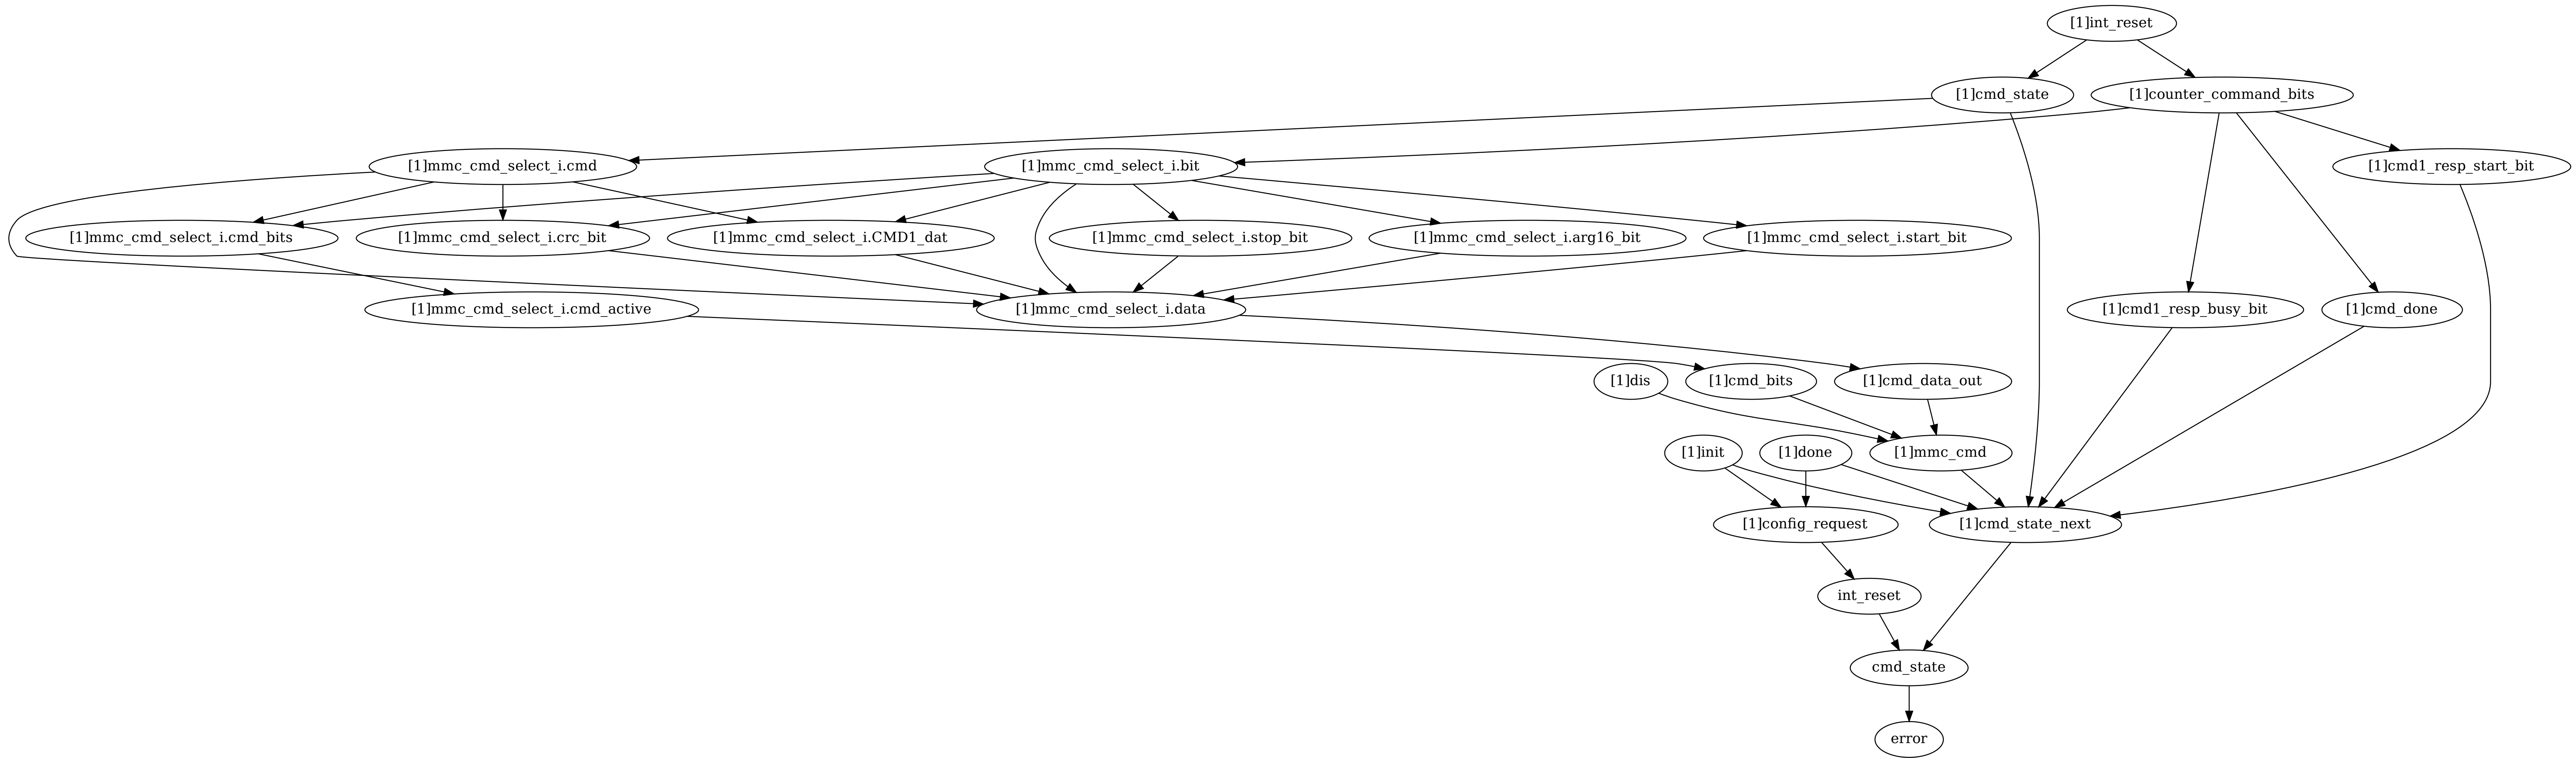 [1]int_reset
[1]cmd_state
[1]counter_command_bits
[1]mmc_cmd_select_i.cmd
[1]mmc_cmd_select_i.bit
[1]cmd1_resp_start_bit
[1]mmc_cmd_select_i.cmd_bits
[1]mmc_cmd_select_i.crc_bit
[1]mmc_cmd_select_i.CMD1_dat
[1]mmc_cmd_select_i.stop_bit
[1]mmc_cmd_select_i.arg16_bit
[1]mmc_cmd_select_i.start_bit
[1]mmc_cmd_select_i.cmd_active
[1]mmc_cmd_select_i.data
[1]cmd1_resp_busy_bit
[1]cmd_done
[1]dis
[1]cmd_bits
[1]cmd_data_out
[1]init
[1]done
[1]mmc_cmd
[1]config_request
[1]cmd_state_next
int_reset
cmd_state
error